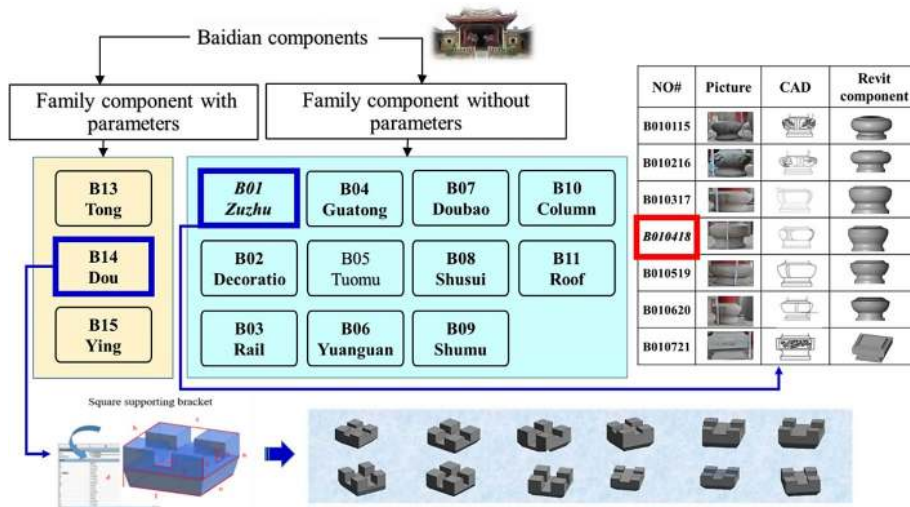 Baidian components
Family component with
parameters
Family component without
parameters
B13
Tong
B14
Dou
B15
Ying
B01
Zuzhu
B04
Guatong
B07
Doubao
B10
Column
B02
Decoratio
B05
Tuomu
B08
Shusui
B11
Roof
B03
Rail
B06
Yuanguan
B09
Shumu
NO# Picture CAD Revit
component
B010115
B010216
B010317
B010418
B010519
B010620
B010721
Square supporting bracket